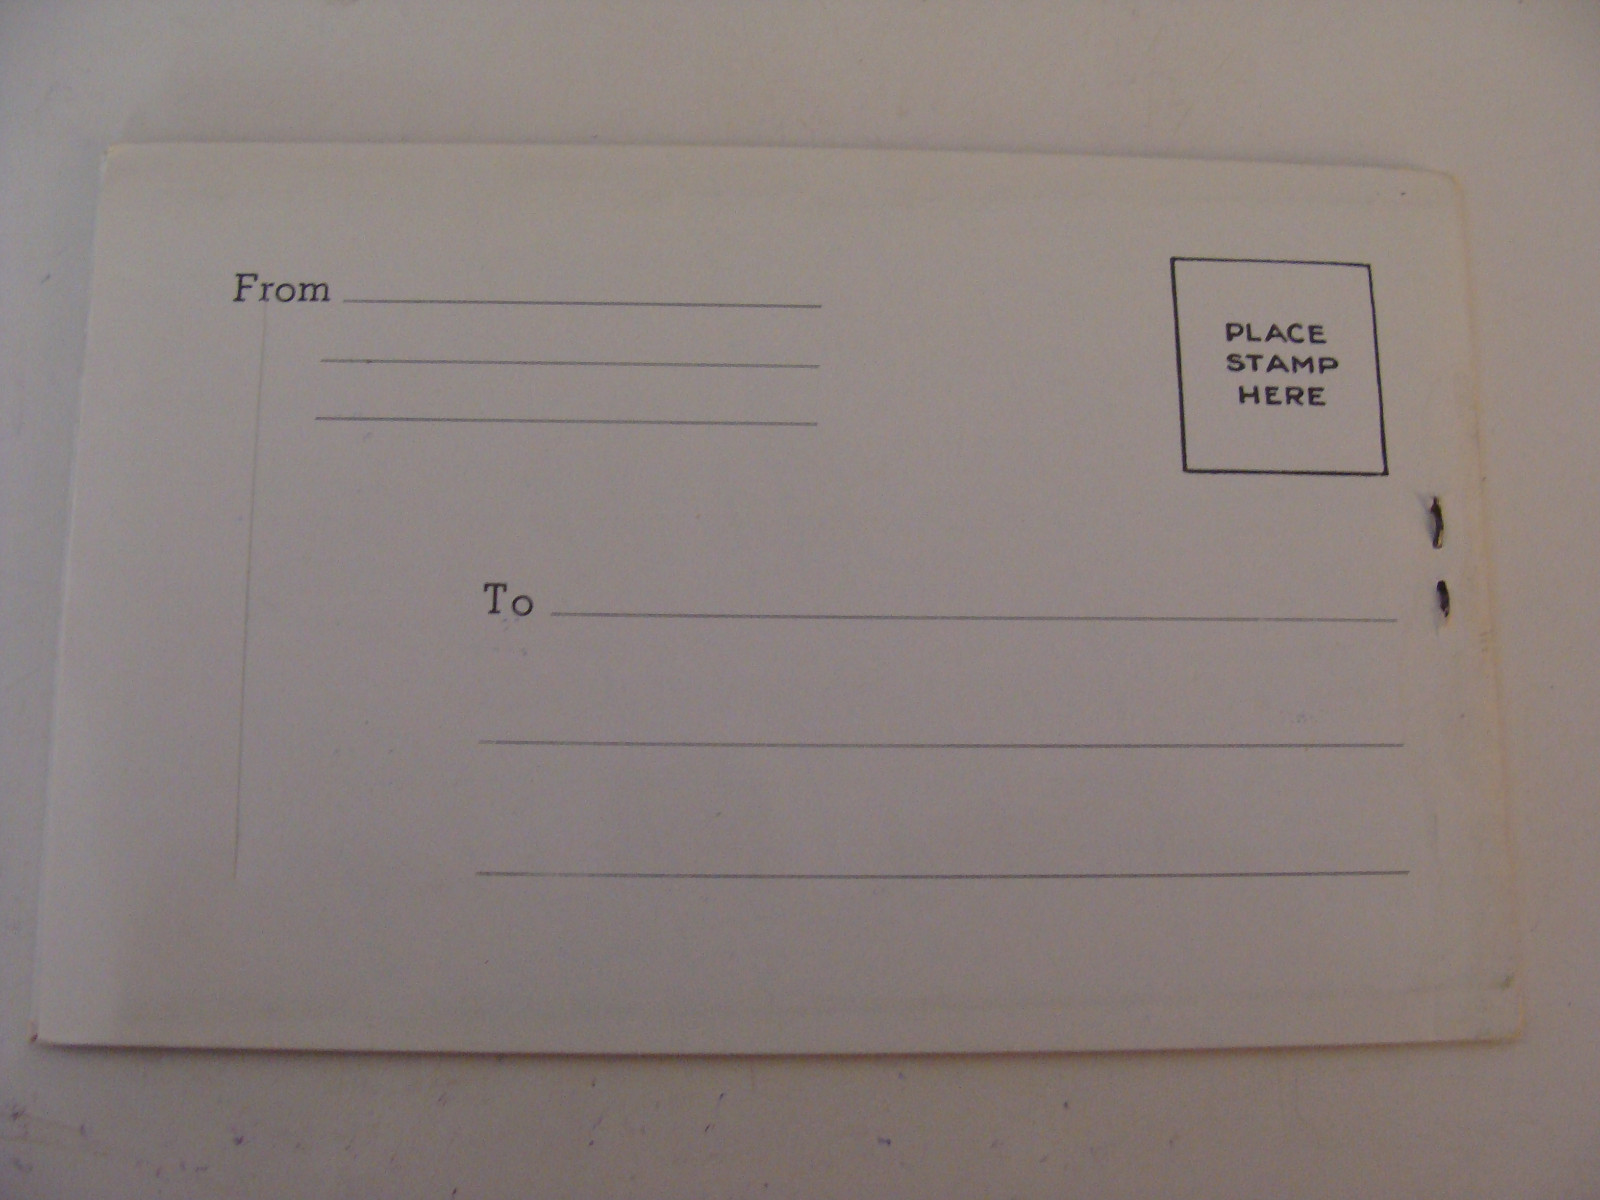 From
PLACE
STAMP
HERE
To